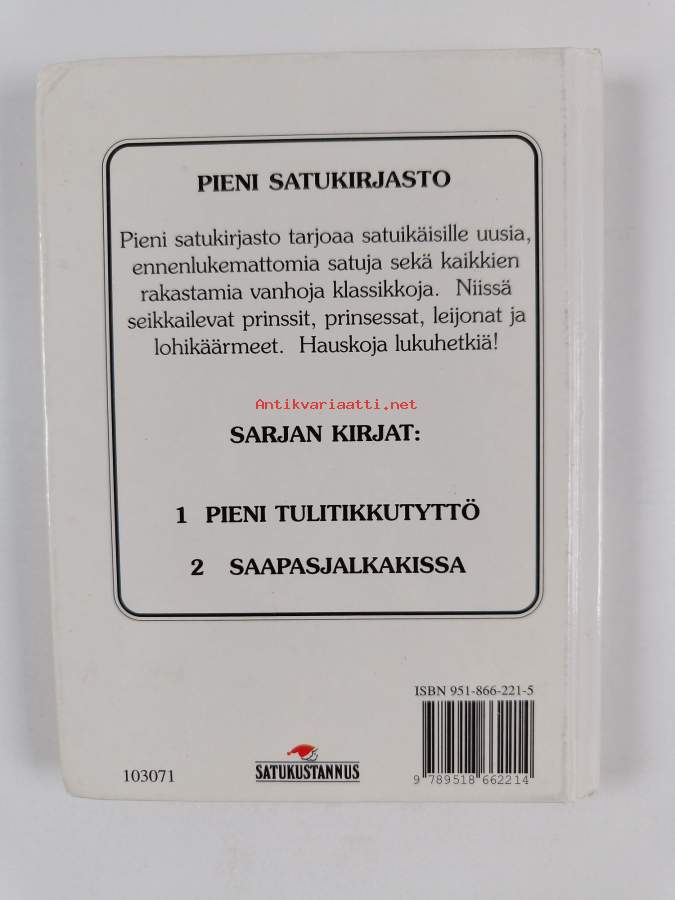 PIENI SATUKIRJASTO
Pieni satukirjasto tarjoaa satuikäisille uusia,
ennenlukemattomia satuja sekä kaikkien
rakastamia vanhoja klassikkoja. Niissä
seikkailevat prinssit, prinsessat, leijonat ja
lohikäärmeet. Hauskoja lukuhetkiä!
Antikvariaatti.net
SARJAN KIRJAT:
1 PIENI TULITIKKUTYTTÖ
2 SAAPASJALKAKISSA
ISBN 951-866-221-5
103071
SATUKUSTANNUS
9 789518 662214